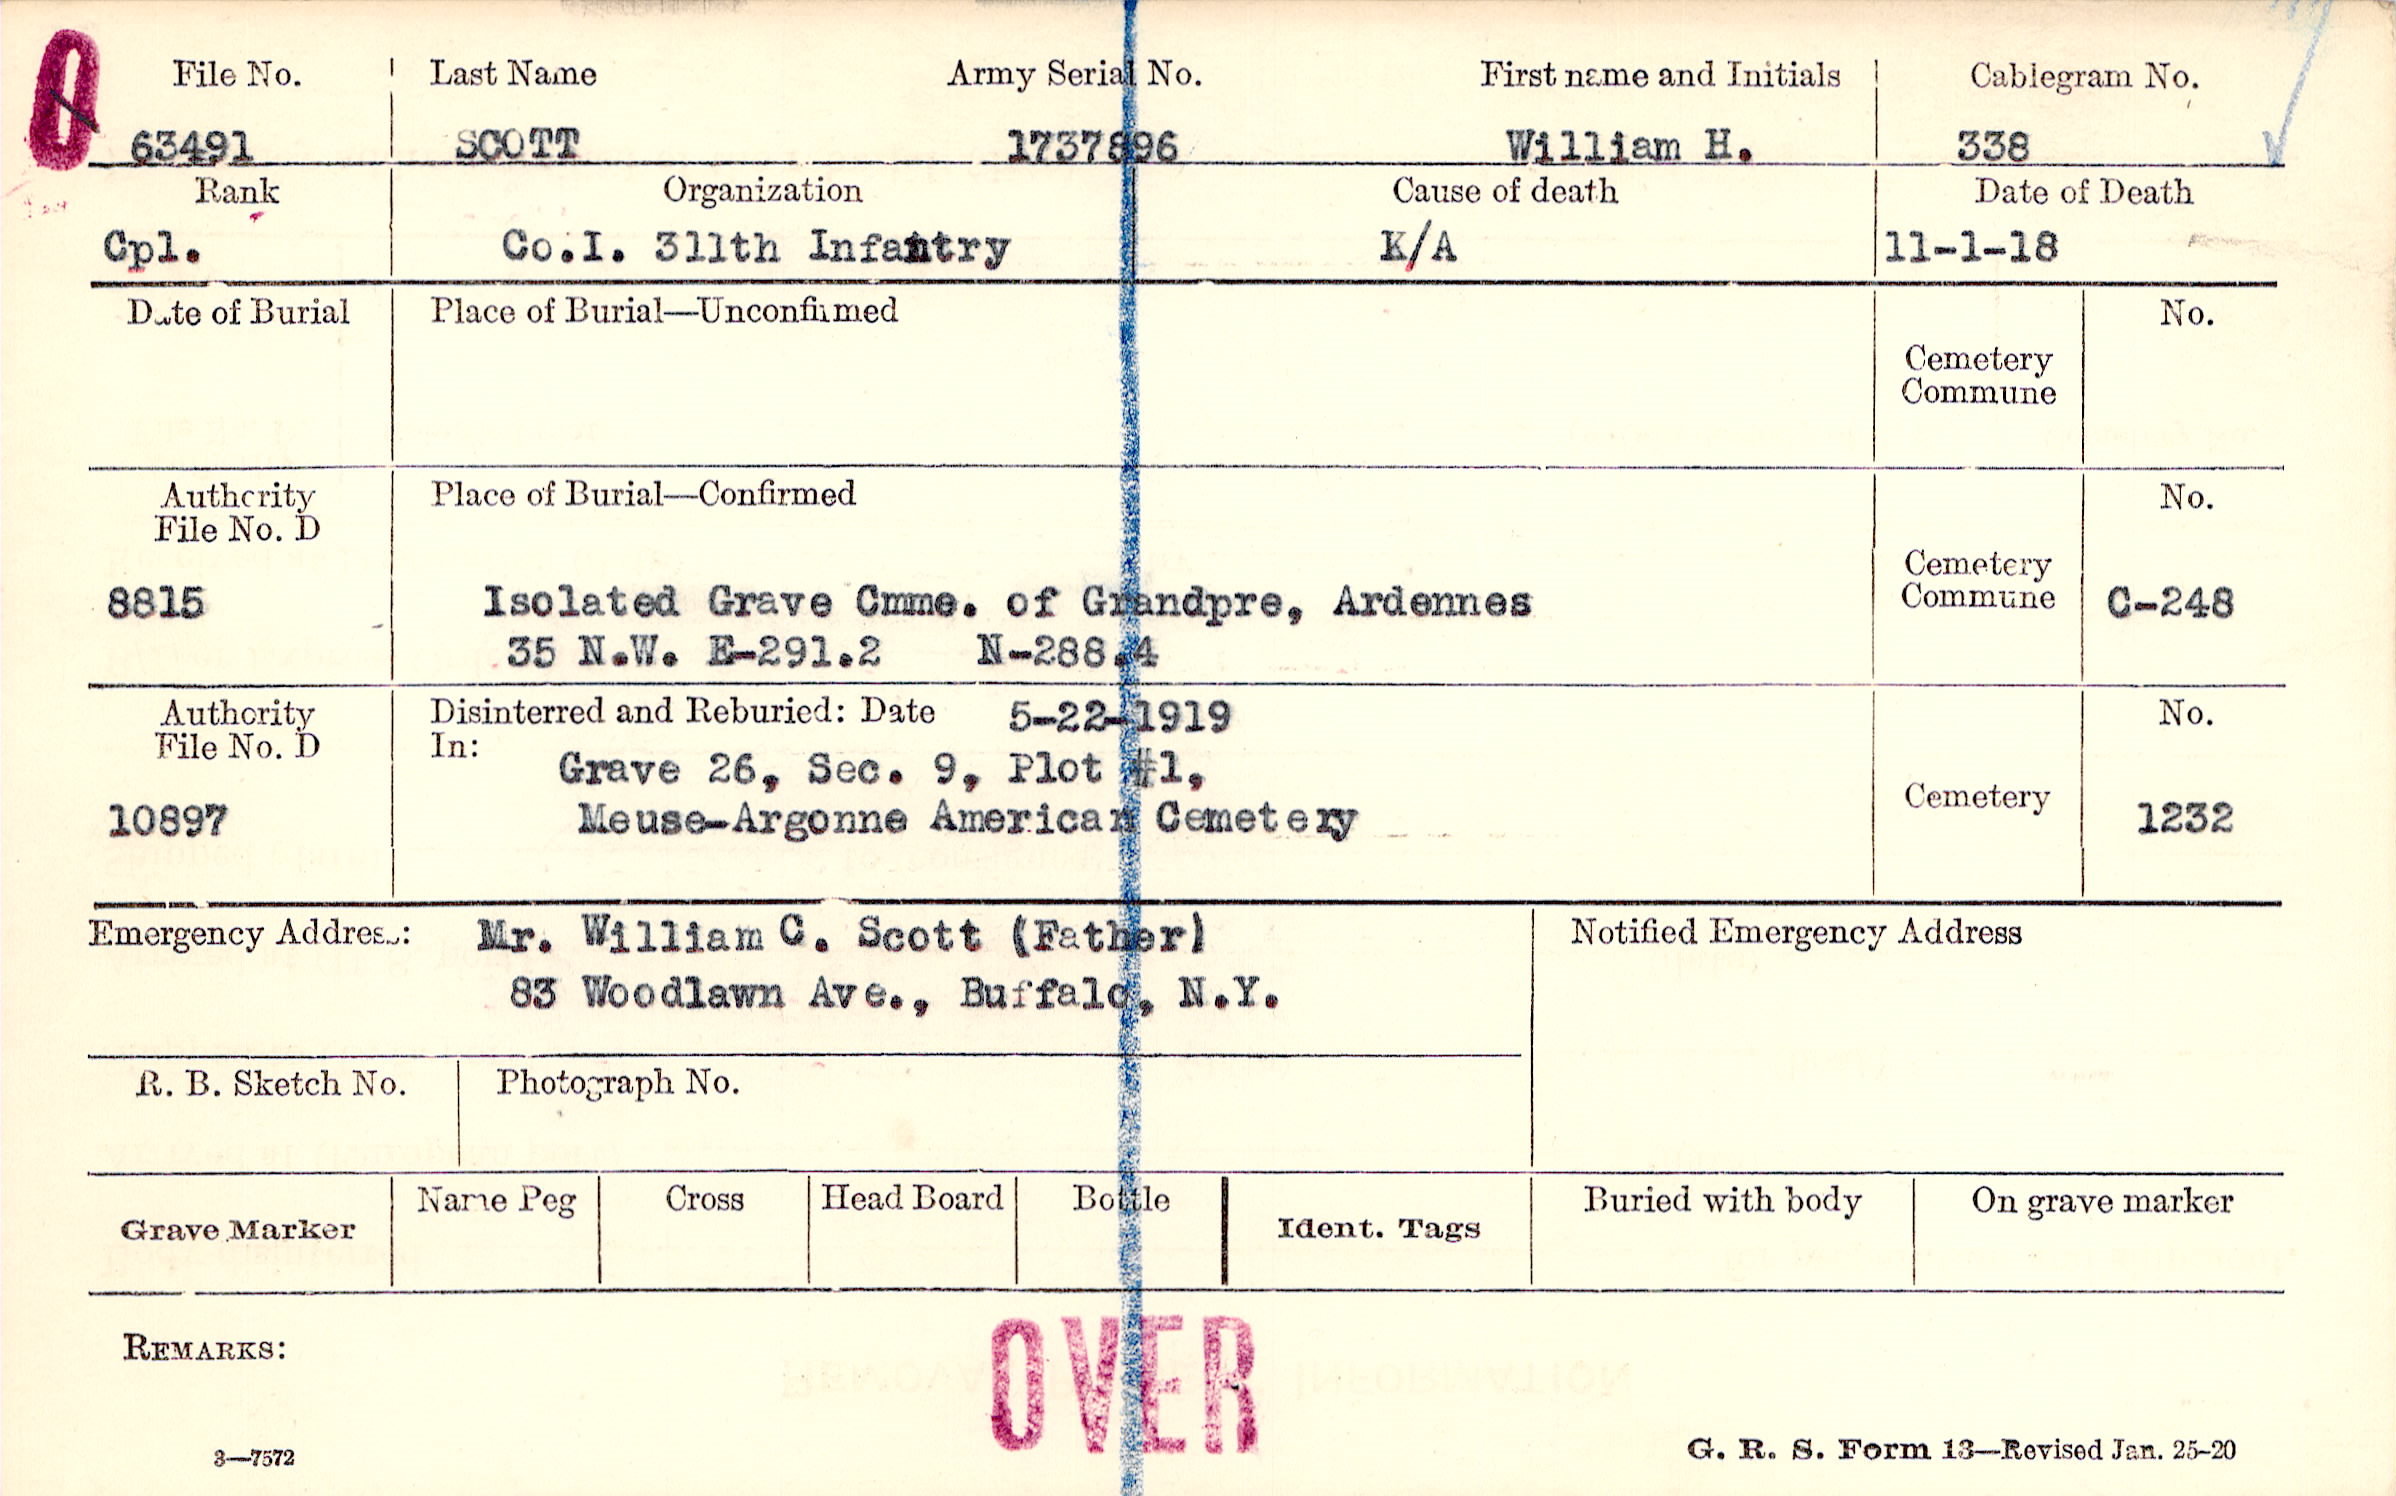 0
File No. Last Name Army Serial No. First name and Initials Cablegram No.
63491 SCOTT 1737896 William H. 338
Rank Organization Cause of death Date of Death
Cpl. Co.I. 311th Infantry K/A 11-1-18
Date of Burial Place of Burial—Unconfirmed No.
Cemetery
Commune
Authority Place of Burial—Confirmed No.
File No. D
Cemetery
Commune
8815 Isolated Grave Cmme. of Grandpre, Ardennes C-248
35 N.W. E-291.2 N-288.4
Authority Disinterred and Reburied: Date 5-22-1919 No.
File No. D In:
Grave 26, Sec. 9, Plot #1,
Cemetery
10897 Meuse-Argonne American Cemetery 1232
Emergency Address: Mr. William C. Scott (Father) Notified Emergency Address
83 Woodlawn Ave., Buffalo, N.Y.
R. B. Sketch No. Photograph No.
Name Peg Cross Head Board Bottle Buried with body On grave marker
Grave Marker Ident. Tags
REMARKS:
OVER
3—7572 G. R. S. Form 13—Revised Jan. 25-20